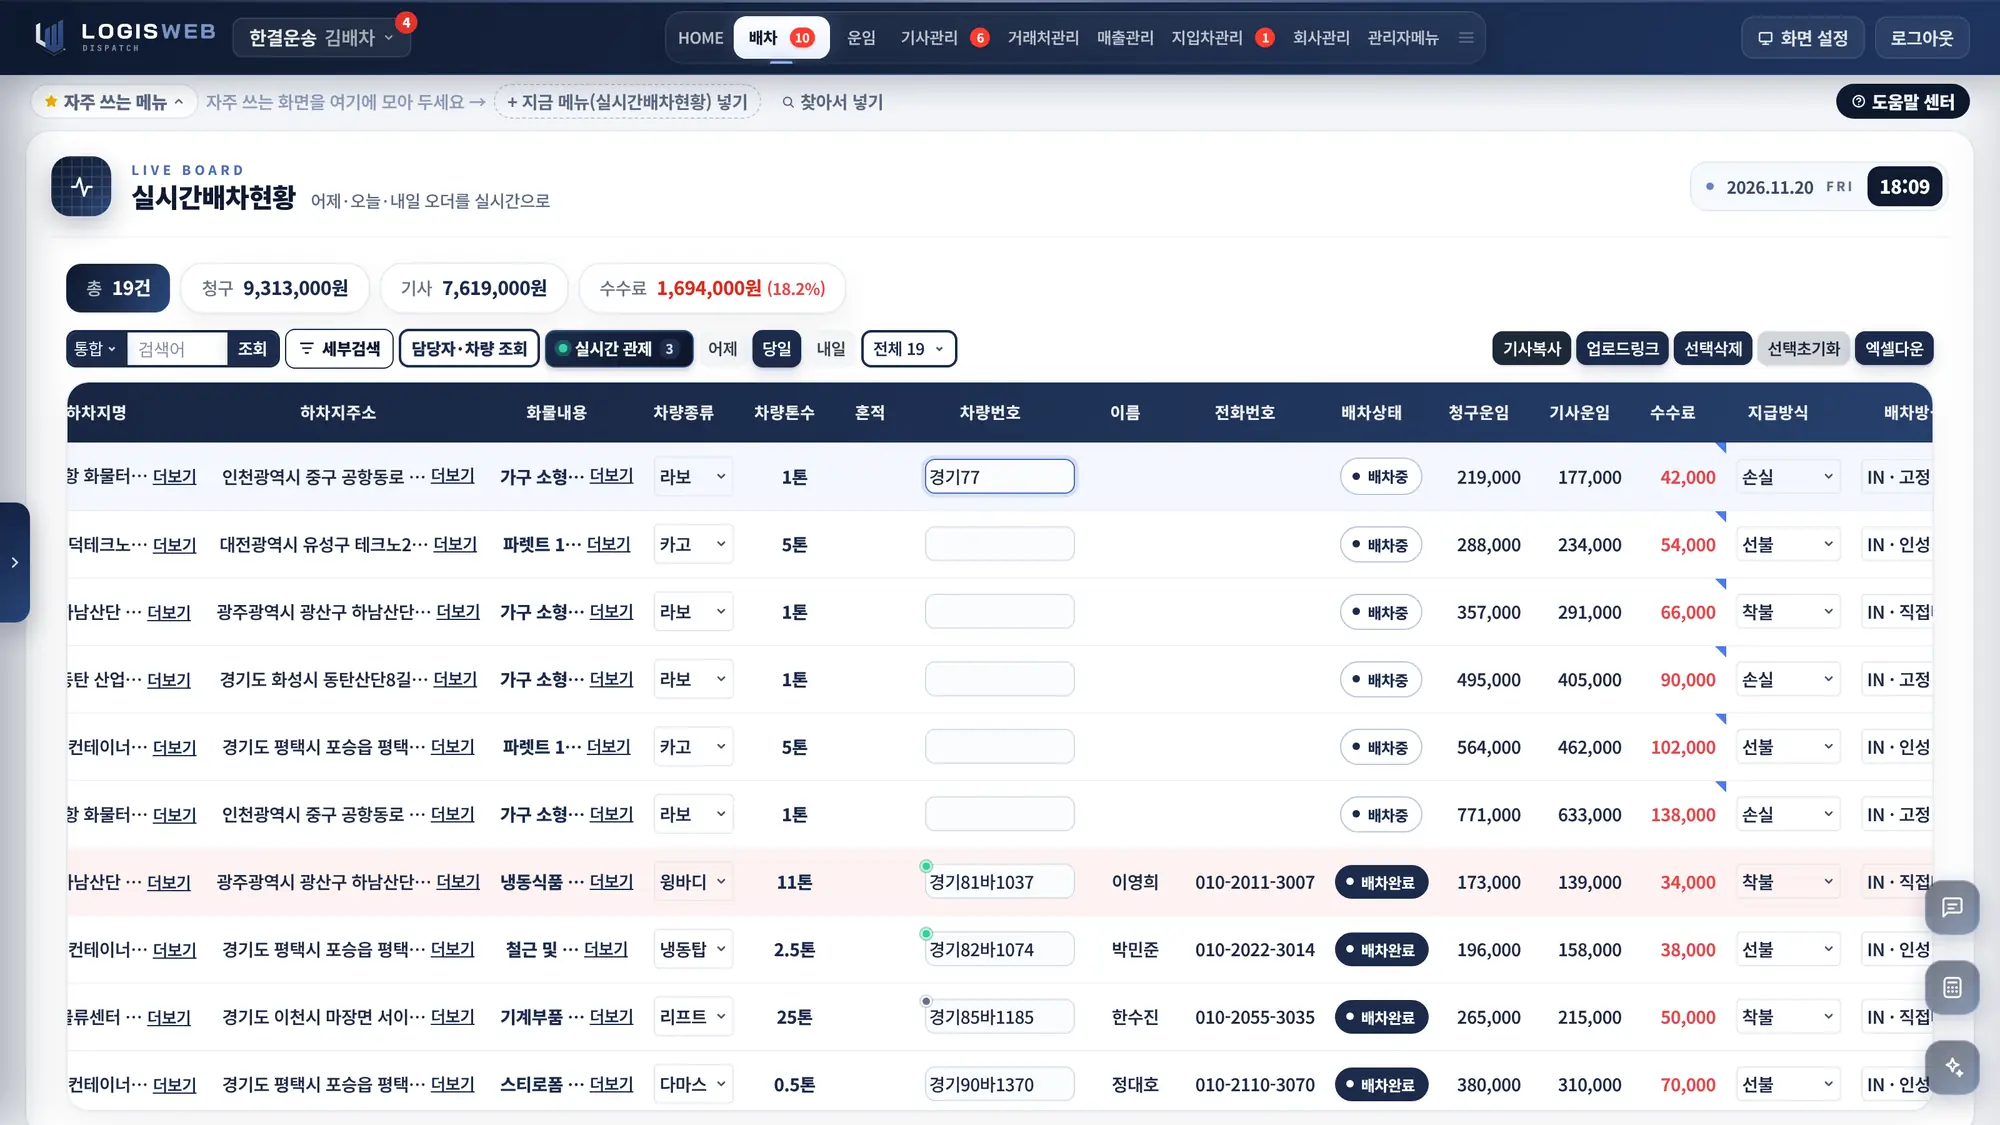 LOGISWEB
DISPATCH
한결운송 김배차 4
HOME 배차 10 운임 기사관리 6 거래처관리 매출관리 지입차관리 1 회사관리 관리자메뉴
화면 설정 로그아웃
자주 쓰는 메뉴 자주 쓰는 화면을 여기에 모아 두세요 → + 지금 메뉴(실시간배차현황) 넣기 찾아서 넣기 도움말 센터
LIVE BOARD
실시간배차현황 어제·오늘·내일 오더를 실시간으로
2026.11.20 FRI 18:09
총 19건 청구 9,313,000원 기사 7,619,000원 수수료 1,694,000원 (18.2%)
통합 검색어 조회 세부검색 담당자·차량 조회 실시간 관제 3 어제 당일 내일 전체 19 기사복사 업로드링크 선택삭제 선택초기화 엑셀다운
하차지명 하차지주소 화물내용 차량종류 차량톤수 혼적 차량번호 이름 전화번호 배차상태 청구운임 기사운임 수수료 지급방식 배차방
항 화물터… 더보기 인천광역시 중구 공항동로 … 더보기 가구 소형… 더보기 라보 1톤 경기77 배차중 219,000 177,000 42,000 손실 IN · 고정
덕테크노… 더보기 대전광역시 유성구 테크노2… 더보기 파렛트 1… 더보기 카고 5톤 배차중 288,000 234,000 54,000 선불 IN · 인성
하남산단 … 더보기 광주광역시 광산구 하남산단… 더보기 가구 소형… 더보기 라보 1톤 배차중 357,000 291,000 66,000 착불 IN · 직접
동탄 산업… 더보기 경기도 화성시 동탄산단8길… 더보기 가구 소형… 더보기 라보 1톤 배차중 495,000 405,000 90,000 손실 IN · 고정
컨테이너… 더보기 경기도 평택시 포승읍 평택… 더보기 파렛트 1… 더보기 카고 5톤 배차중 564,000 462,000 102,000 선불 IN · 인성
항 화물터… 더보기 인천광역시 중구 공항동로 … 더보기 가구 소형… 더보기 라보 1톤 배차중 771,000 633,000 138,000 손실 IN · 고정
하남산단 … 더보기 광주광역시 광산구 하남산단… 더보기 냉동식품 … 더보기 윙바디 11톤 경기81바1037 이영희 010-2011-3007 배차완료 173,000 139,000 34,000 착불 IN · 직접
컨테이너… 더보기 경기도 평택시 포승읍 평택… 더보기 철근 및 … 더보기 냉동탑 2.5톤 경기82바1074 박민준 010-2022-3014 배차완료 196,000 158,000 38,000 선불 IN · 인성
물류센터 … 더보기 경기도 이천시 마장면 서이… 더보기 기계부품 … 더보기 리프트 25톤 경기85바1185 한수진 010-2055-3035 배차완료 265,000 215,000 50,000 착불 IN · 직접
컨테이너… 더보기 경기도 평택시 포승읍 평택… 더보기 스티로폼 … 더보기 다마스 0.5톤 경기90바1370 정대호 010-2110-3070 배차완료 380,000 310,000 70,000 선불 IN · 인성